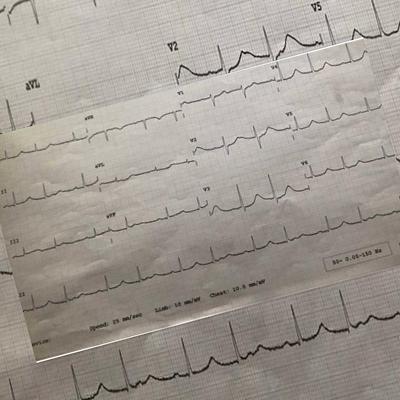 V5
V2
aVL
V1
V4
aVR
II
aVL
V2
V5
III
aVF
V3
V6
II
Speed: 25 mm/sec Limb: 10 mm/mV Chest: 10.0 mm/mV
50~ 0.05-150 Hz